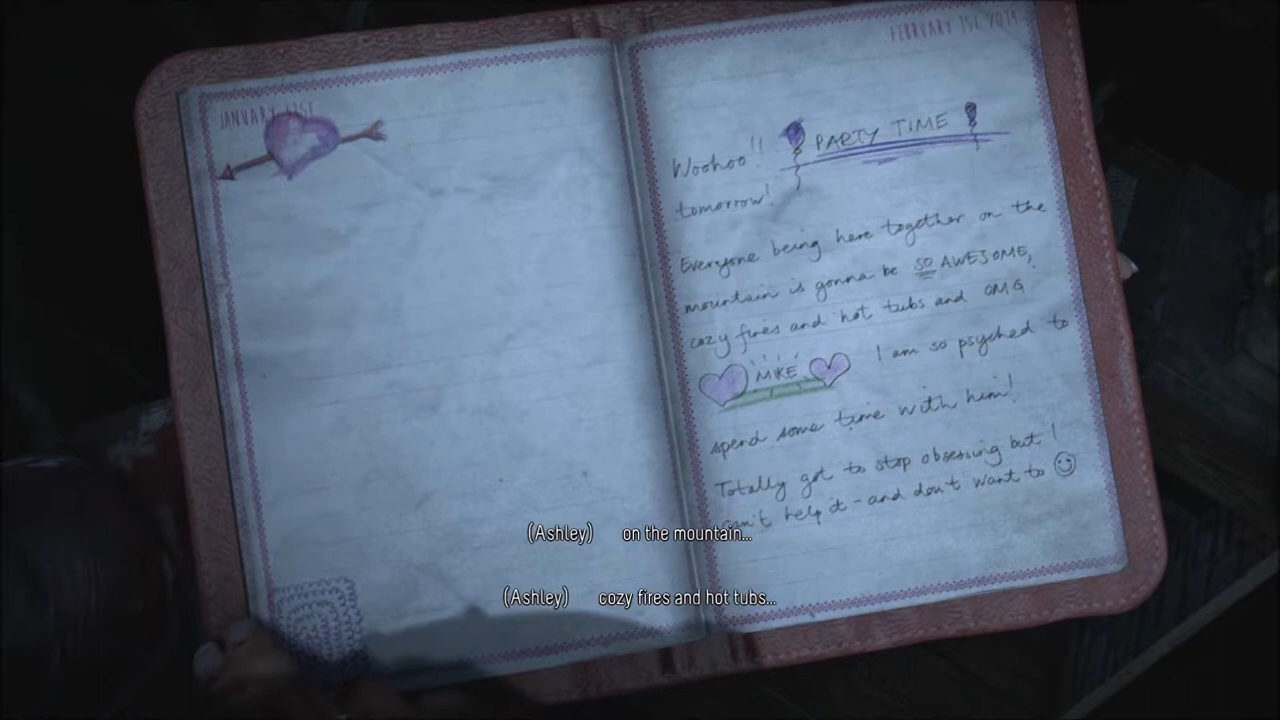 JANUARY 31ST
FEBRUARY 1ST 2014
Woohoo!! PARTY TIME
tomorrow!
Everyone being here together on the
mountain is gonna be SO AWESOME,
cozy fires and hot tubs and OMG
MIKE I am so psyched to
spend some time with him!
Totally got to stop obsessing but I
can't help it - and don't want to
(Ashley) on the mountain...
(Ashley) cozy fires and hot tubs...